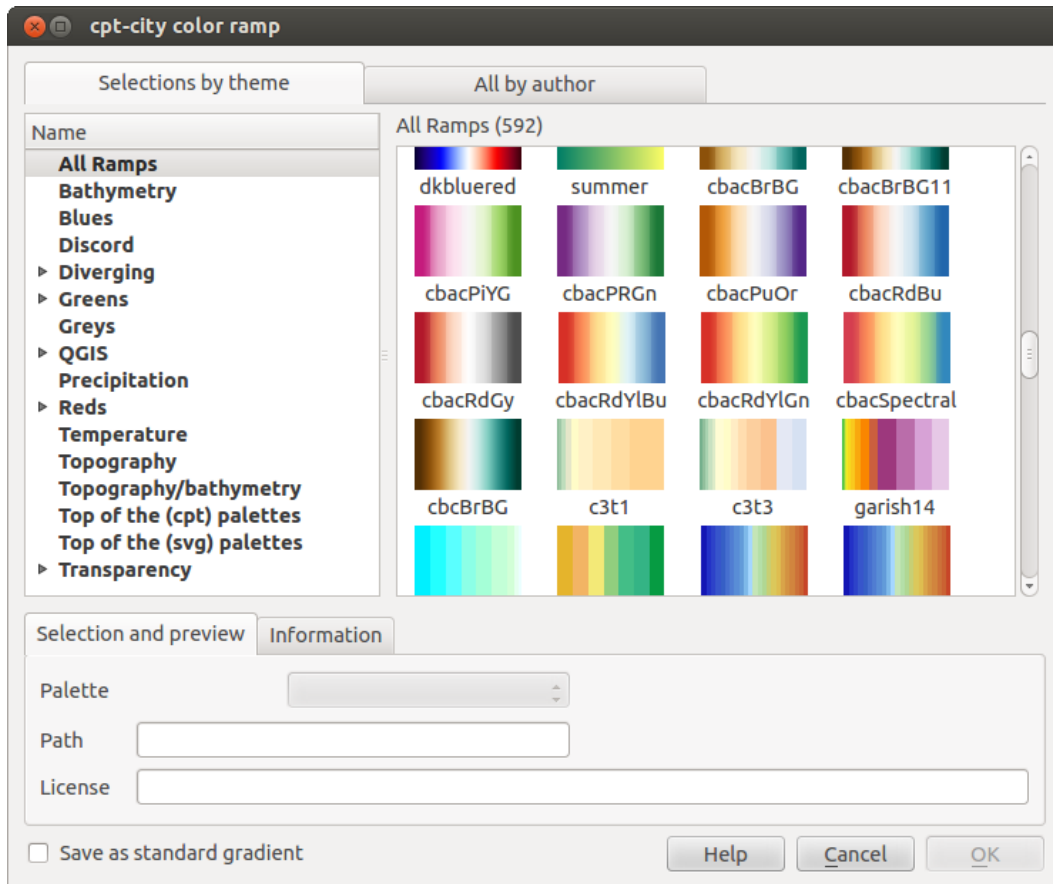 cpt-city color ramp
Selections by theme
All by author
Name
All Ramps
Bathymetry
Blues
Discord
Diverging
Greens
Greys
QGIS
Precipitation
Reds
Temperature
Topography
Topography/bathymetry
Top of the (cpt) palettes
Top of the (svg) palettes
Transparency
All Ramps (592)
dkbluered summer cbacBrBG cbacBrBG11
cbacPiYG cbacPRGn cbacPuOr cbacRdBu
cbacRdGy cbacRdYlBu cbacRdYlGn cbacSpectral
cbcBrBG c3t1 c3t3 garish14
Selection and preview
Information
Palette
Path
License
Save as standard gradient
Help
Cancel
OK